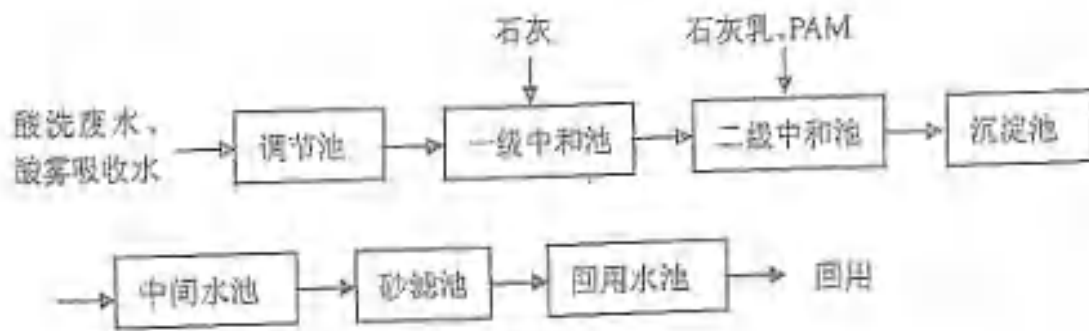 石灰
石灰乳、PAM
酸洗废水、
酸雾吸收水
调节池
一级中和池
二级中和池
沉淀池
中间水池
砂滤池
回用水池
回用